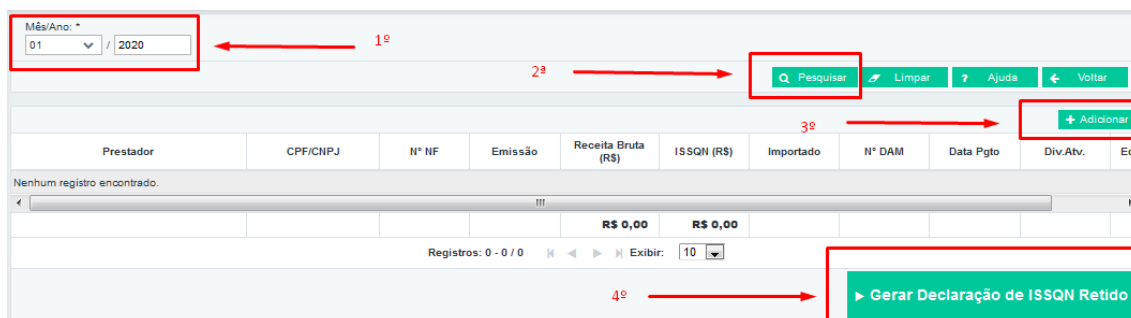 Mês/Ano: *
01 / 2020
1º
2ª
Pesquisar Limpar ? Ajuda Voltar
3º
+ Adicionar
Prestador CPF/CNPJ N° NF Emissão Receita Bruta (R$) ISSQN (R$) Importado N° DAM Data Pgto Div.Atv.
Nenhum registro encontrado.
R$ 0,00 R$ 0,00
Registros: 0 - 0 / 0 Exibir: 10
4º
Gerar Declaração de ISSQN Retido